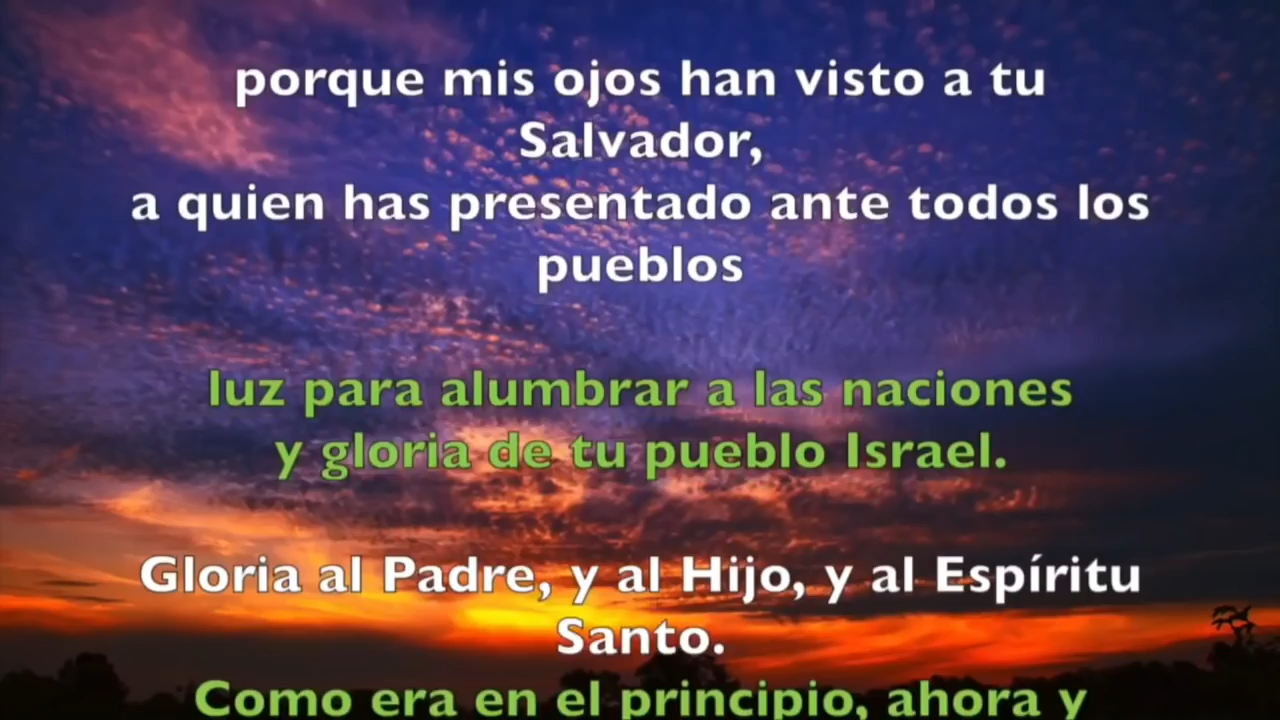 porque mis ojos han visto a tu
Salvador,
a quien has presentado ante todos los
pueblos
luz para alumbrar a las naciones
y gloria de tu pueblo Israel.
Gloria al Padre, y al Hijo, y al Espíritu
Santo.
Como era en el principio, ahora y